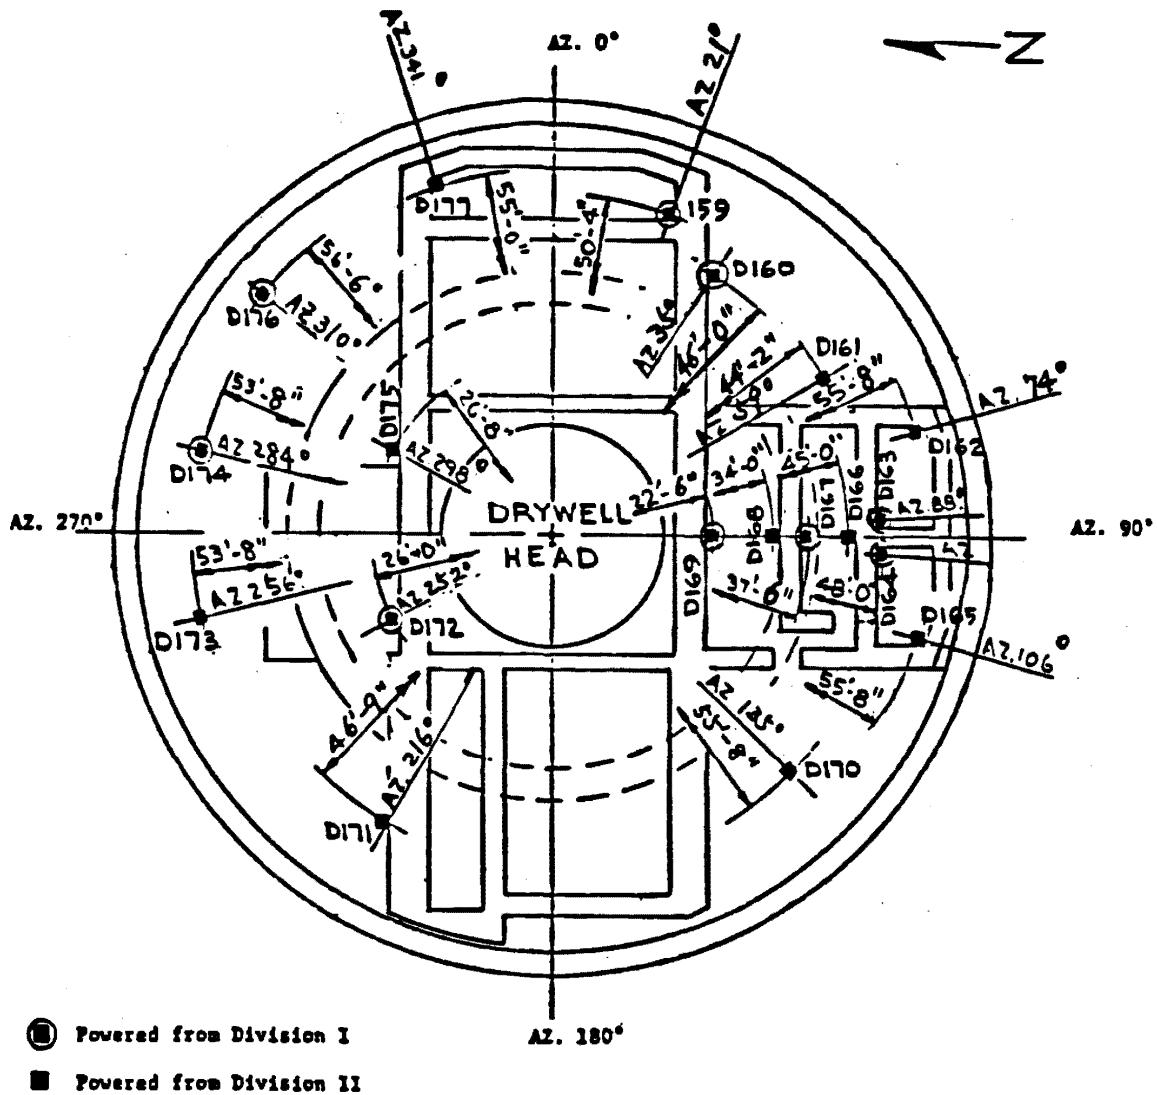 AZ. 0°
N
AZ 341°
AZ 21°
D177
55'-0"
50'-4"
159
D160
56'-6"
D176
AZ 310°
AZ 35°
46'-0"
44'-2"
D161
AZ 59°
55'-8"
AZ. 74°
53'-8"
D175
26'-8"
D174
AZ 284°
AZ 298°
D162
22'-6"
34'-0"
45'-0"
D167
D166
D163
AZ 88°
AZ. 270°
DRYWELL
HEAD
D168
AZ
AZ. 90°
53'-8"
26'-0"
AZ 256°
AZ 252°
D169
37'-6"
48'-0"
D164
D173
D172
D165
AZ. 106°
46'-9"
AZ. 216°
AZ 135°
55'-8"
55'-8"
D170
D171
AZ. 180°
Powered from Division I
Powered from Division II